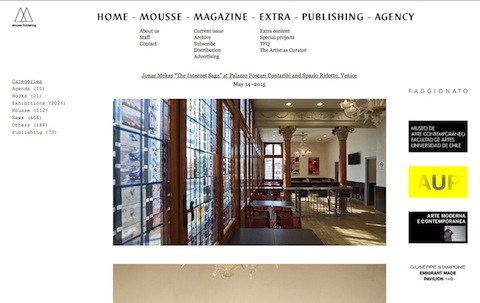 Mousse Publishing
HOME - MOUSSE - MAGAZINE - EXTRA - PUBLISHING - AGENCY
About us
Staff
Contact
Current issue
Archive
Subscribe
Distribution
Advertising
Extra content
Special projects
TFQ
The Artist as Curator
Jonas Mekas “The Internet Saga” at Palazzo Foscari Contarini and Spazio Ridotto, Venice
May 14~2015
Categories
Agenda (10)
Books (21)
Exhibitions (2024)
Mousse (112)
News (656)
Others (186)
Publishing (73)
FAGGIONATO
MUSEO DE
ARTE CONTEMPORÁNEO
FACULTAD DE ARTES
UNIVERSIDAD DE CHILE
AUP
ARTE MODERNA
E CONTEMPORANEA
GIUSEPPE STAMPONE
EMIGRANT MADE
PAVILION 148